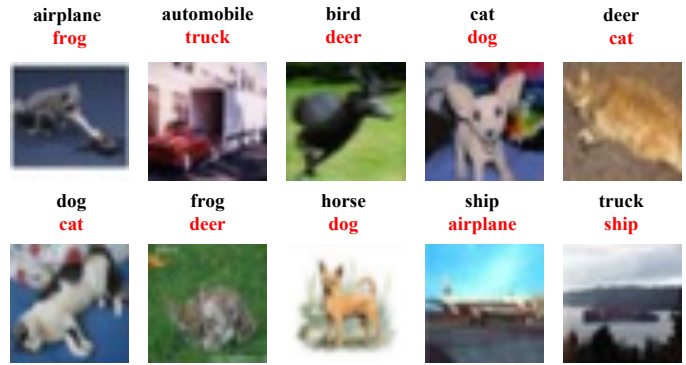 airplane automobile bird cat deer
frog truck deer dog cat
dog frog horse ship truck
cat deer dog airplane ship